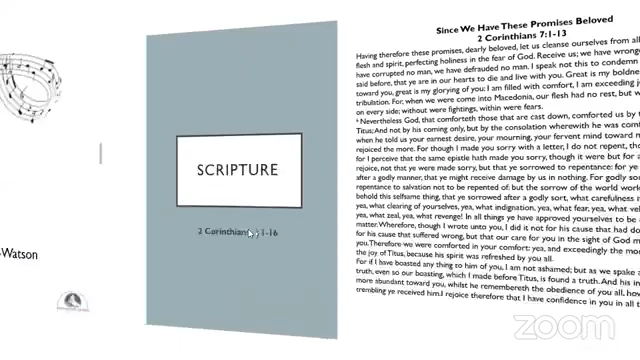 -Watson
SCRIPTURE
2 Corinthians 1-16
Since We Have These Promises Beloved
2 Corinthians 7:1-13
Having therefore these promises, dearly beloved, let us cleanse ourselves from all
flesh and spirit, perfecting holiness in the fear of God. Receive us; we have wronge
have corrupted no man, we have defrauded no man. I speak not this to condemn
said before, that ye are in our hearts to die and live with you. Great is my boldne
toward you, great is my glorying of you: I am filled with comfort, I am exceeding jo
tribulation. For, when we were come into Macedonia, our flesh had no rest, but w
on every side; without were fightings, within were fears.
Nevertheless God, that comforteth those that are cast down, comforted us by t
Titus; And not by his coming only, but by the consolation wherewith he was com
when he told us your earnest desire, your mourning, your fervent mind toward m
rejoiced the more. For though I made you sorry with a letter, I do not repent, tho
for I perceive that the same epistle hath made you sorry, though it were but for a
rejoice, not that ye were made sorry, but that ye sorrowed to repentance: for ye
after a godly manner, that ye might receive damage by us in nothing. For godly so
repentance to salvation not to be repented of: but the sorrow of the world work
behold this selfsame thing, that ye sorrowed after a godly sort, what carefulness i
yea, what clearing of yourselves, yea, what indignation, yea, what fear, yea, what veh
yea, what zeal, yea, what revenge! In all things ye have approved yourselves to be
matter. Wherefore, though I wrote unto you, I did it not for his cause that had do
for his cause that suffered wrong, but that our care for you in the sight of God m
you. Therefore we were comforted in your comfort: yea, and exceedingly the mor
the joy of Titus, because his spirit was refreshed by you all.
For if I have boasted any thing to him of you, I am not ashamed; but as we spake a
truth, even so our boasting, which I made before Titus, is found a truth. And his in
more abundant toward you, whilst he remembereth the obedience of you all, how
trembling ye received him. I rejoice therefore that I have confidence in you in all t
zoom